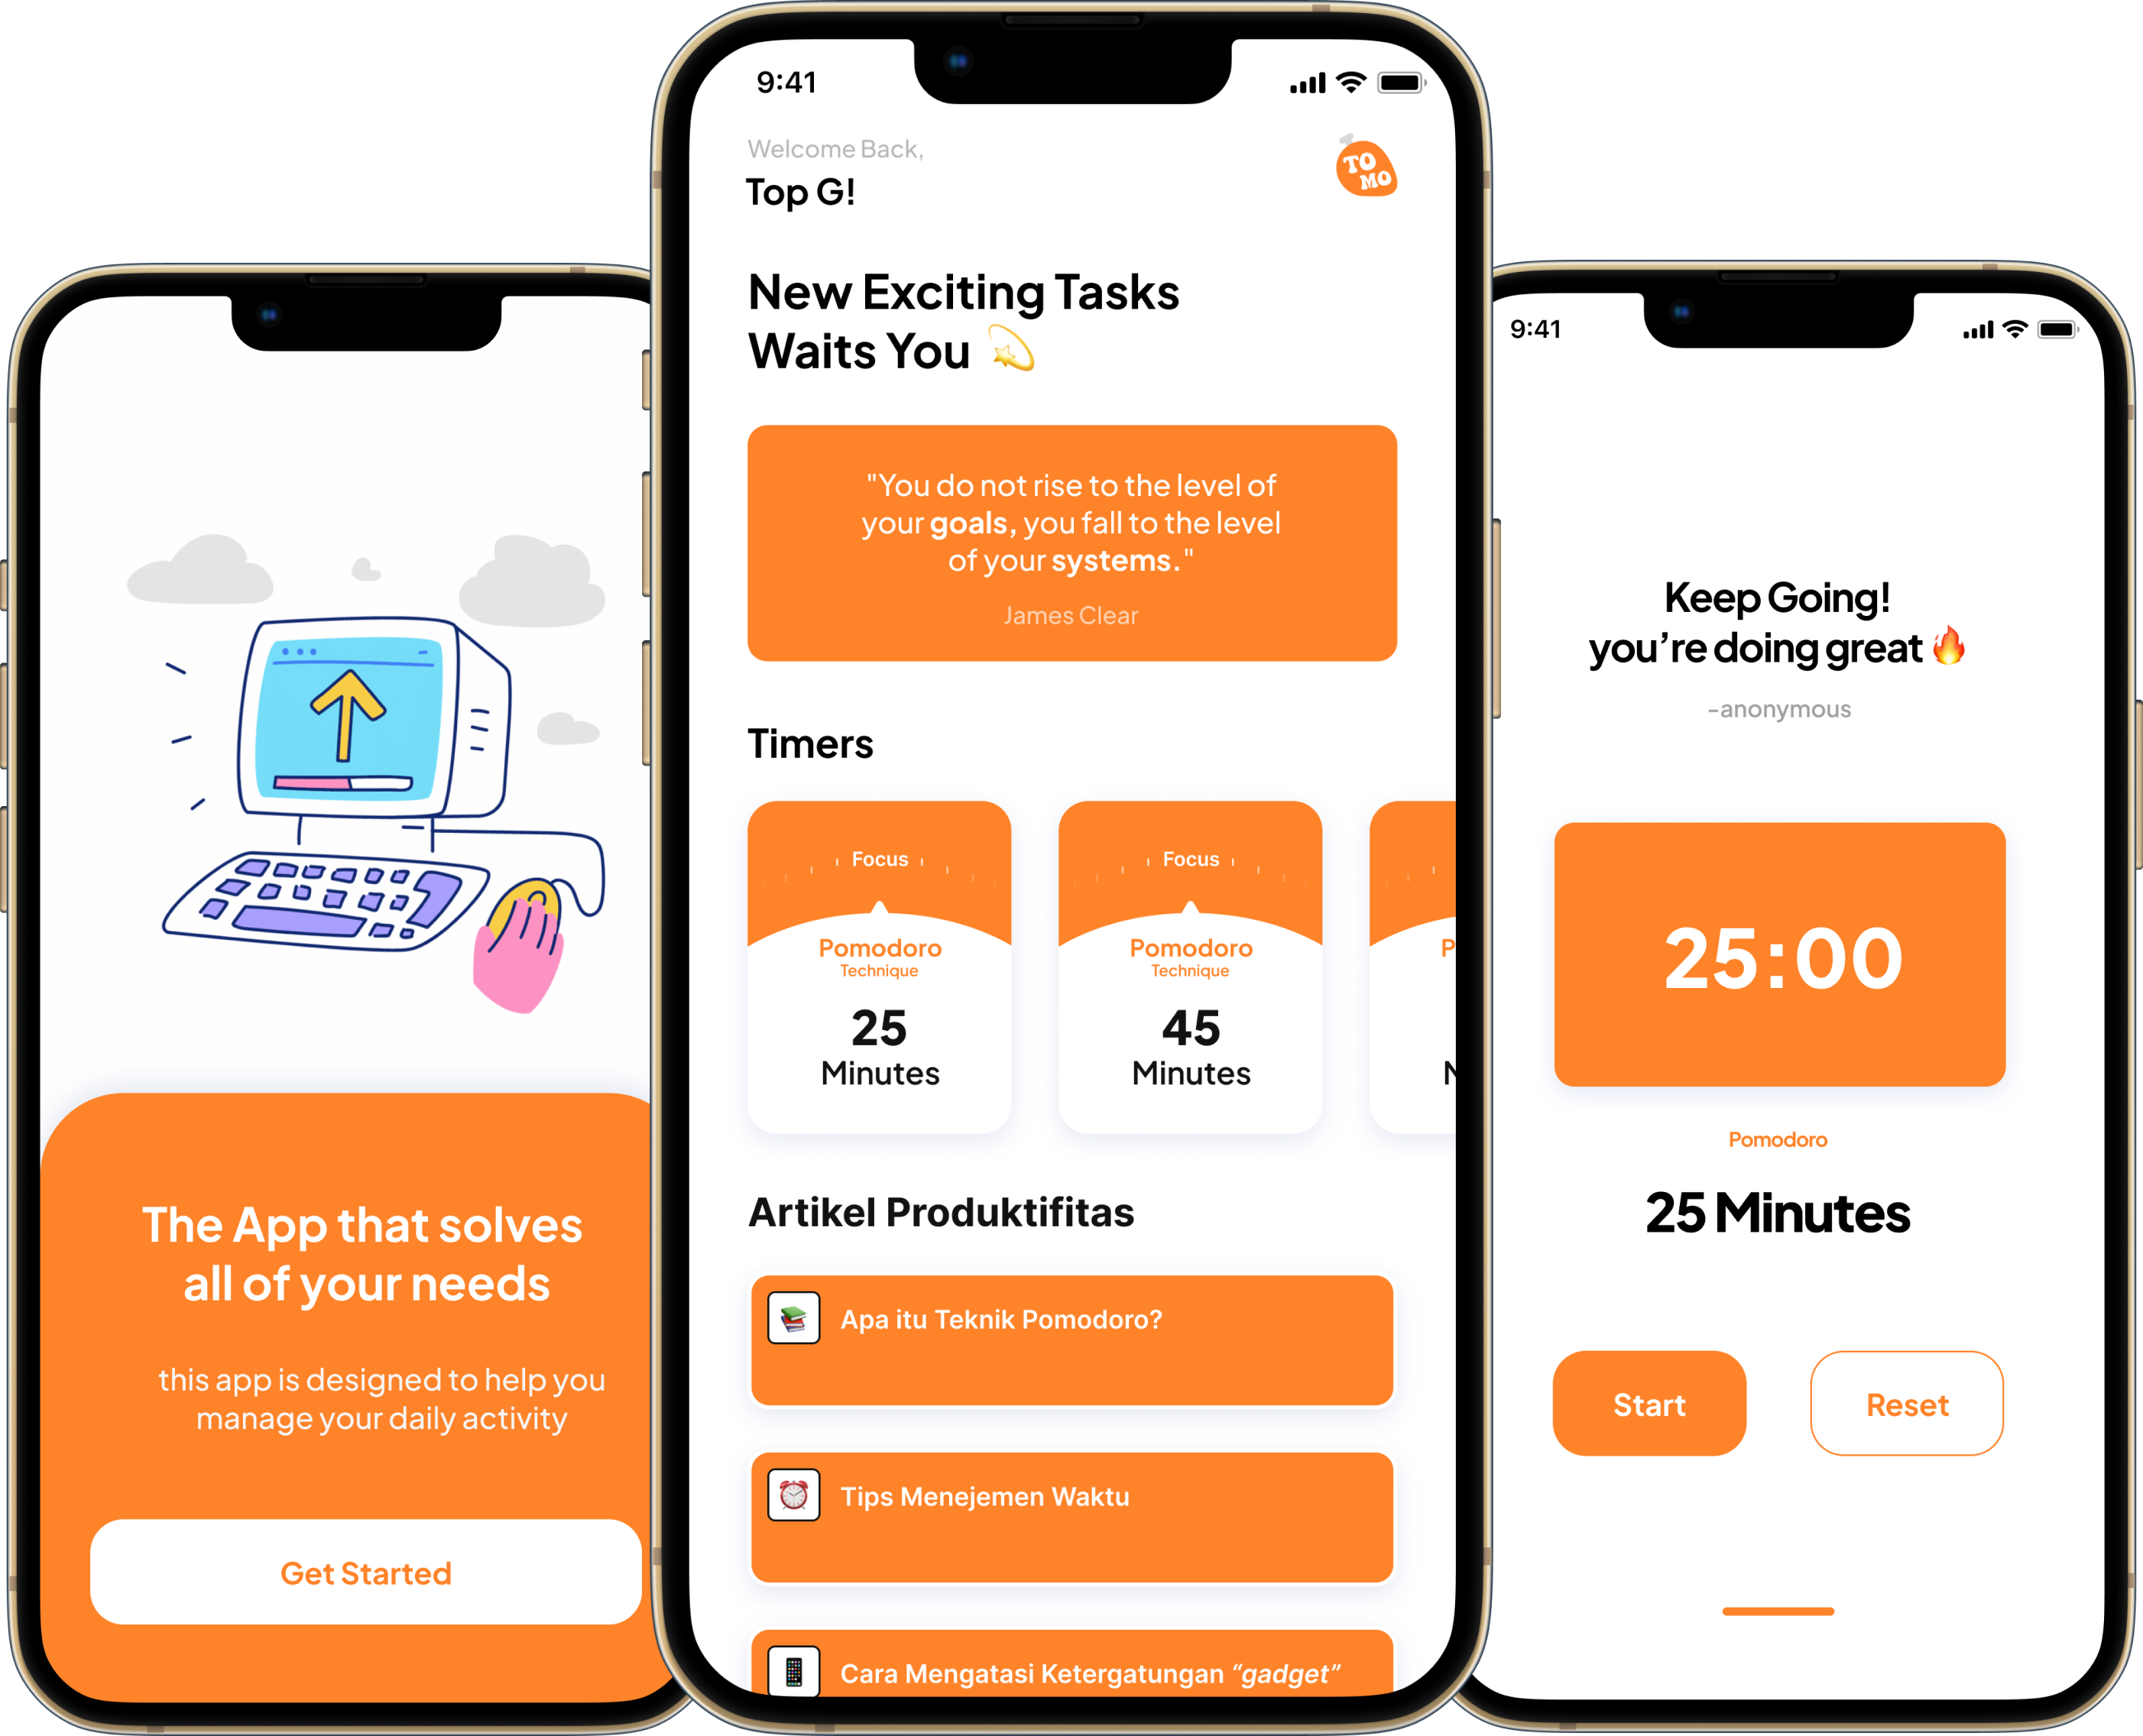 The App that solves
all of your needs
this app is designed to help you
manage your daily activity
Get Started
9:41
Welcome Back,
Top G!
TO
MO
New Exciting Tasks
Waits You 💫
"You do not rise to the level of
your goals, you fall to the level
of your systems."
James Clear
Timers
Focus
Pomodoro
Technique
25
Minutes
Focus
Pomodoro
Technique
45
Minutes
Artikel Produktifitas
Apa itu Teknik Pomodoro?
Tips Menejemen Waktu
Cara Mengatasi Ketergatungan “gadget”
9:41
Keep Going!
you’re doing great 🔥
-anonymous
25:00
Pomodoro
25 Minutes
Start
Reset